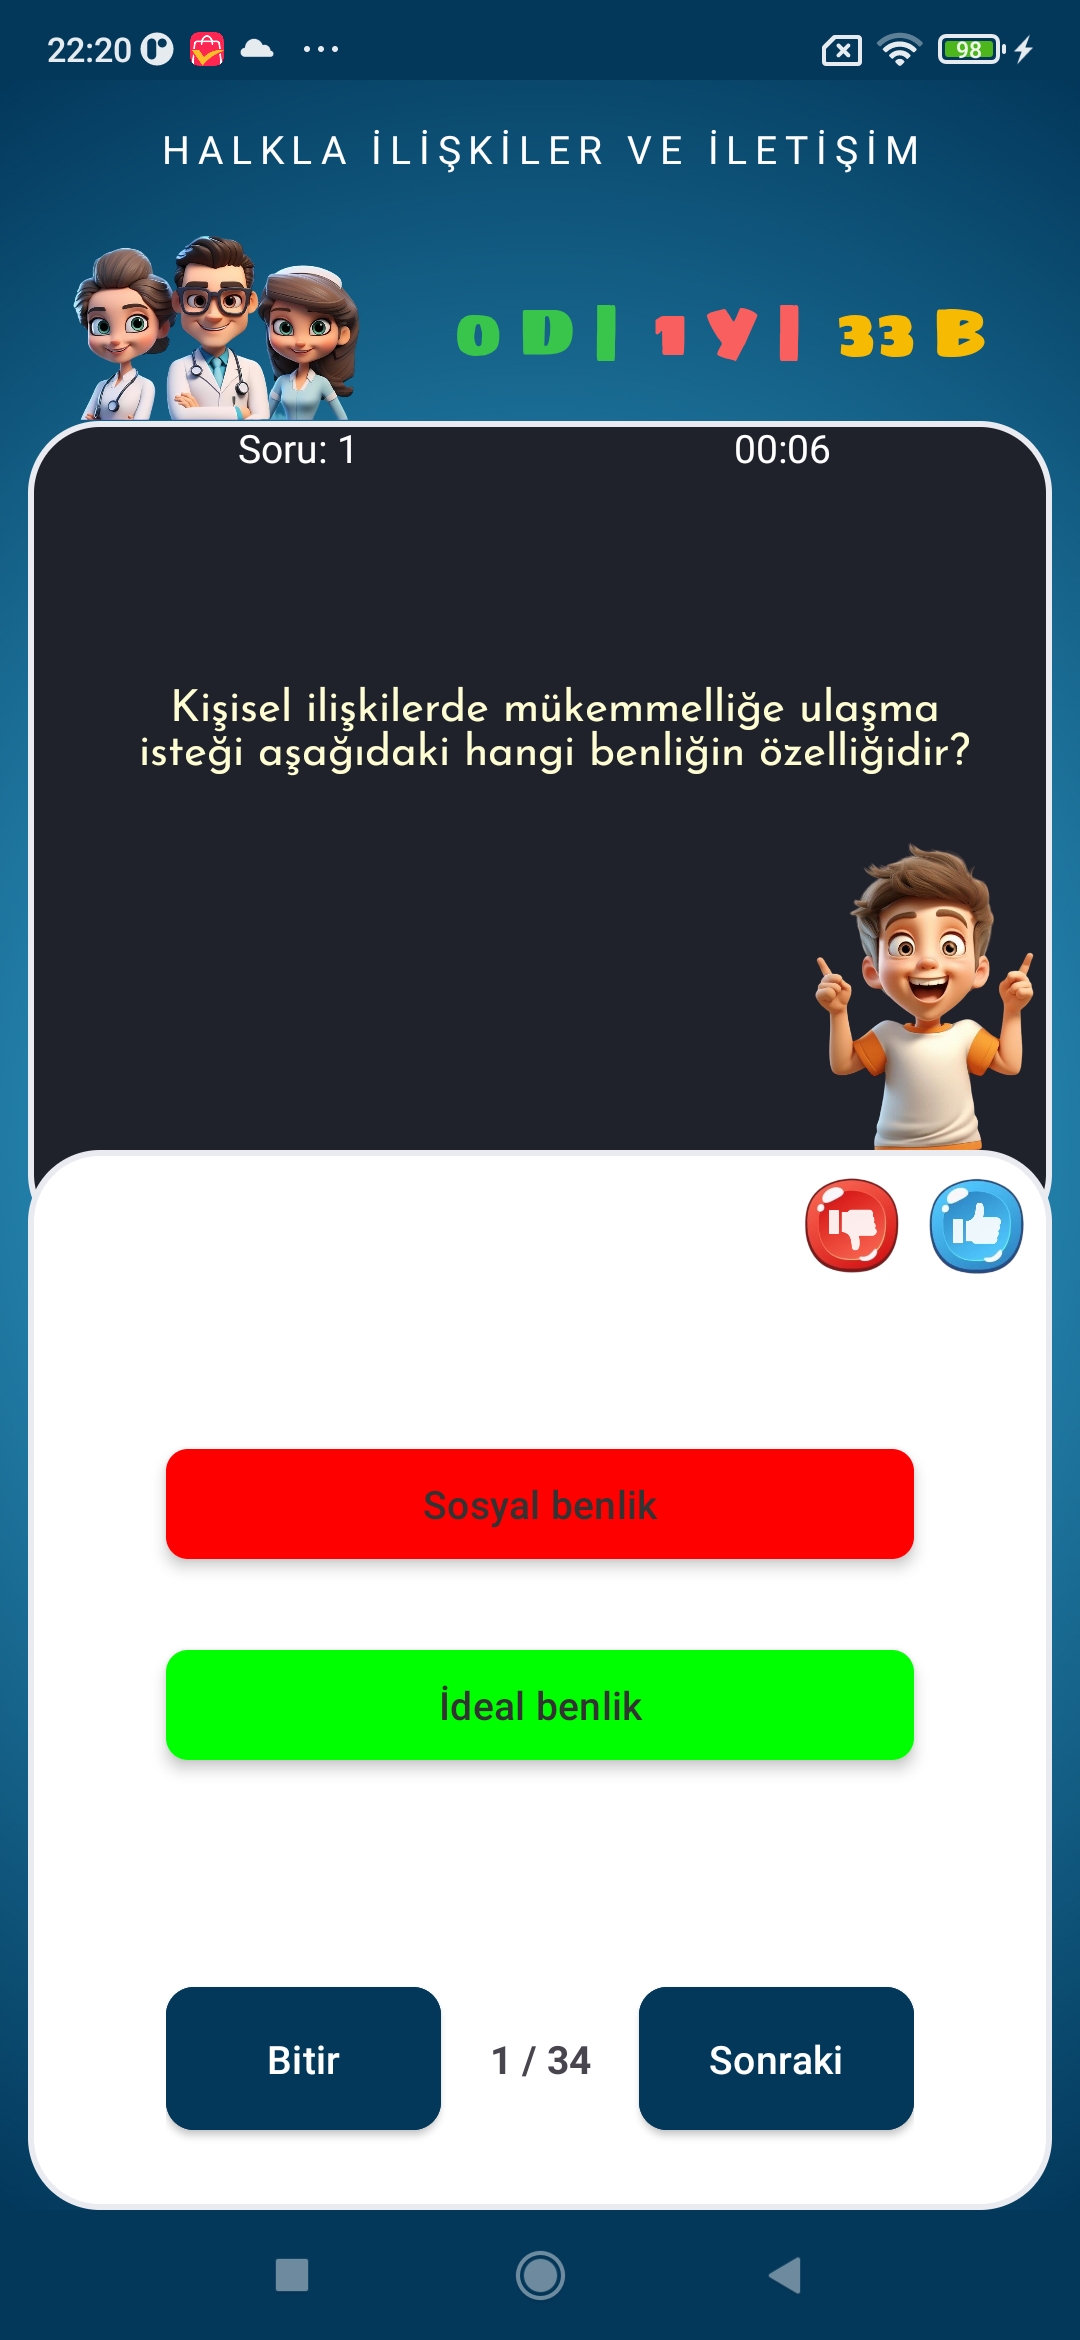 22:20
98
HALKLA İLİŞKİLER VE İLETİŞİM
0 D | 1 Y | 33 B
Soru: 1 00:06
Kişisel ilişkilerde mükemmelliğe ulaşma
isteği aşağıdaki hangi benliğin özelliğidir?
Sosyal benlik
İdeal benlik
Bitir 1 / 34 Sonraki